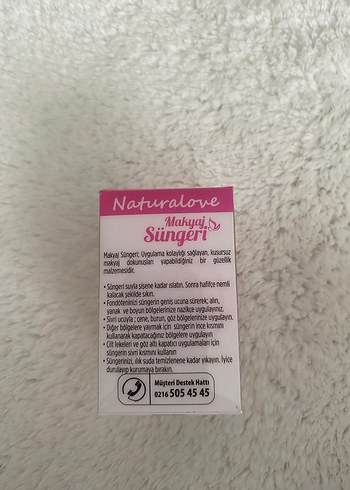 Naturalove
Makyaj
Süngeri
Makyaj Süngeri; Uygulama kolaylığı sağlayan, kusursuz
makyaj dokunuşları yapabildiğiniz bir güzellik
malzemesidir.
• Süngeri suyla şişene kadar ıslatın. Sonra hafifce nemli
kalacak şekilde sıkın.
• Fondöteninizi süngerin geniş ucuna sürerek; alın,
yanak ve boyun bölgelerinize nazikçe uygulayınız.
• Sivri ucuyla ; cene, burun, göz bölgelerinize uygulayın.
• Diğer bölgelere yaymak için süngerin ince kısmını
kullanarak kapatacağınız bölgelere uygulayın.
• Cilt lekeleri ve göz altı kapatıcı uygulamaları için
süngerin sivri kısmını kullanın
• Süngerinizi, ılık suda temizlenene kadar yıkayın. İyice
durulayıp kurumaya bırakın.
Müşteri Destek Hattı
0216 505 45 45